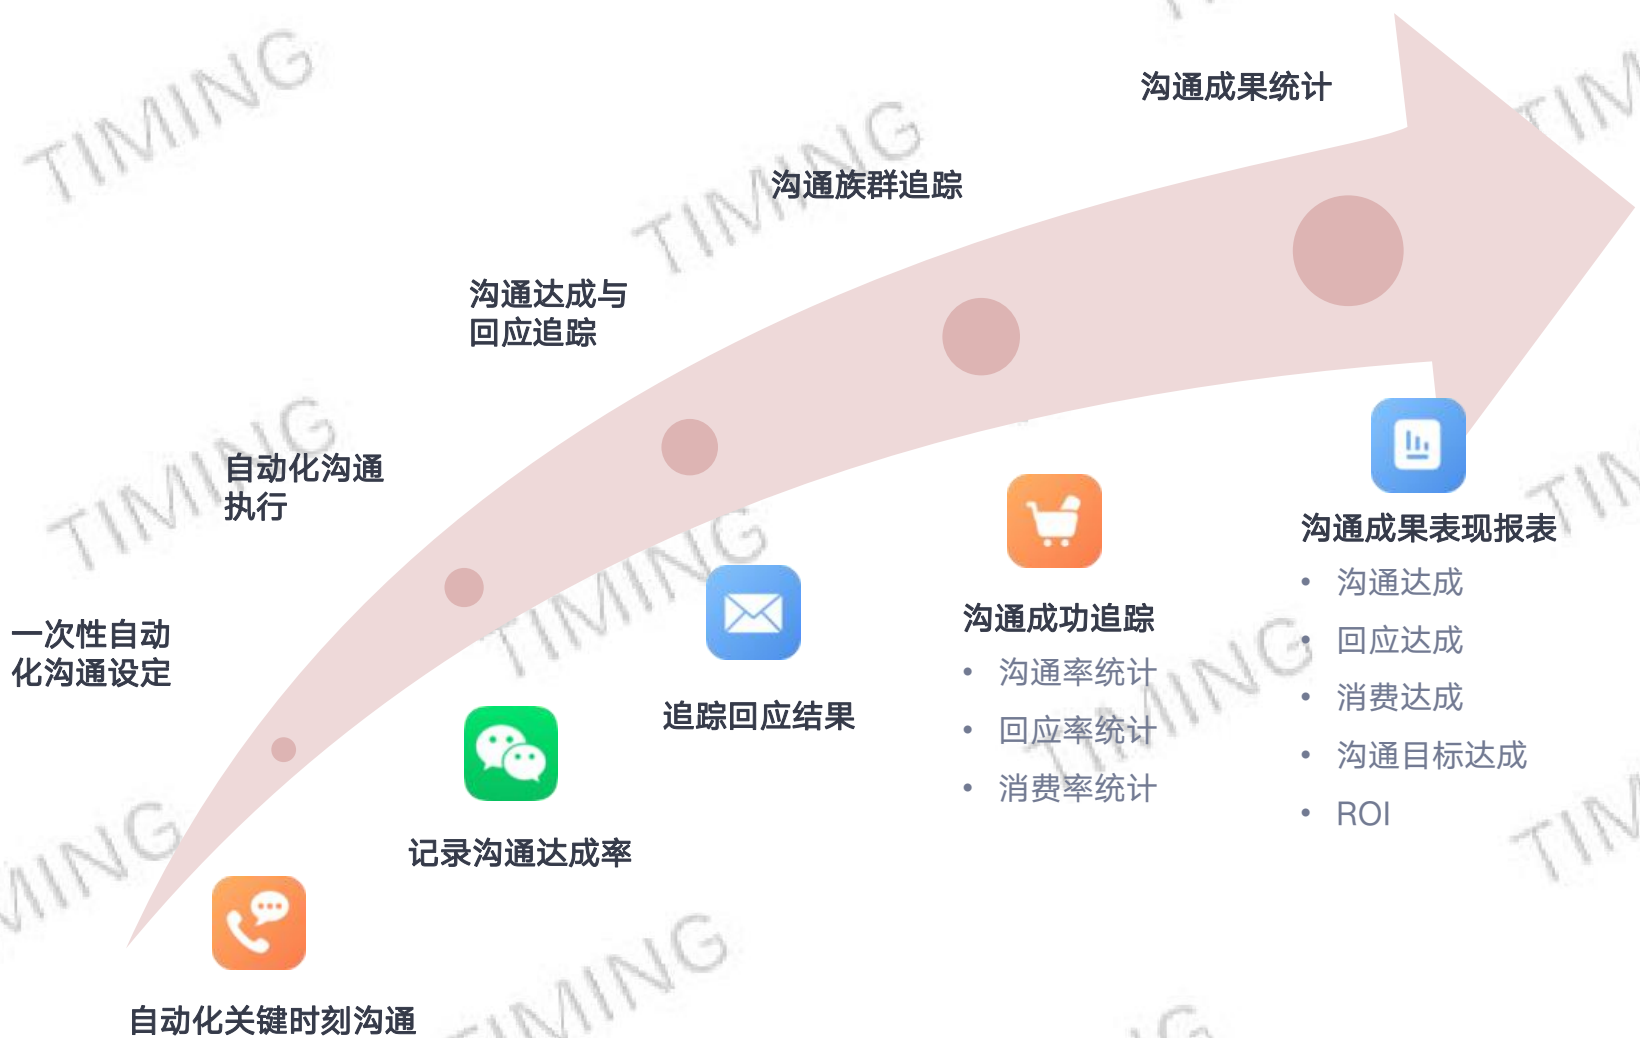 沟通成果统计
沟通族群追踪
沟通达成与
回应追踪
自动化沟通
执行
一次性自动
化沟通设定
自动化关键时刻沟通
记录沟通达成率
追踪回应结果
沟通成功追踪
• 沟通率统计
• 回应率统计
• 消费率统计
沟通成果表现报表
• 沟通达成
• 回应达成
• 消费达成
• 沟通目标达成
• ROI
TIMING
TIMING
TIMING
TIMING
TIMING
TIMING